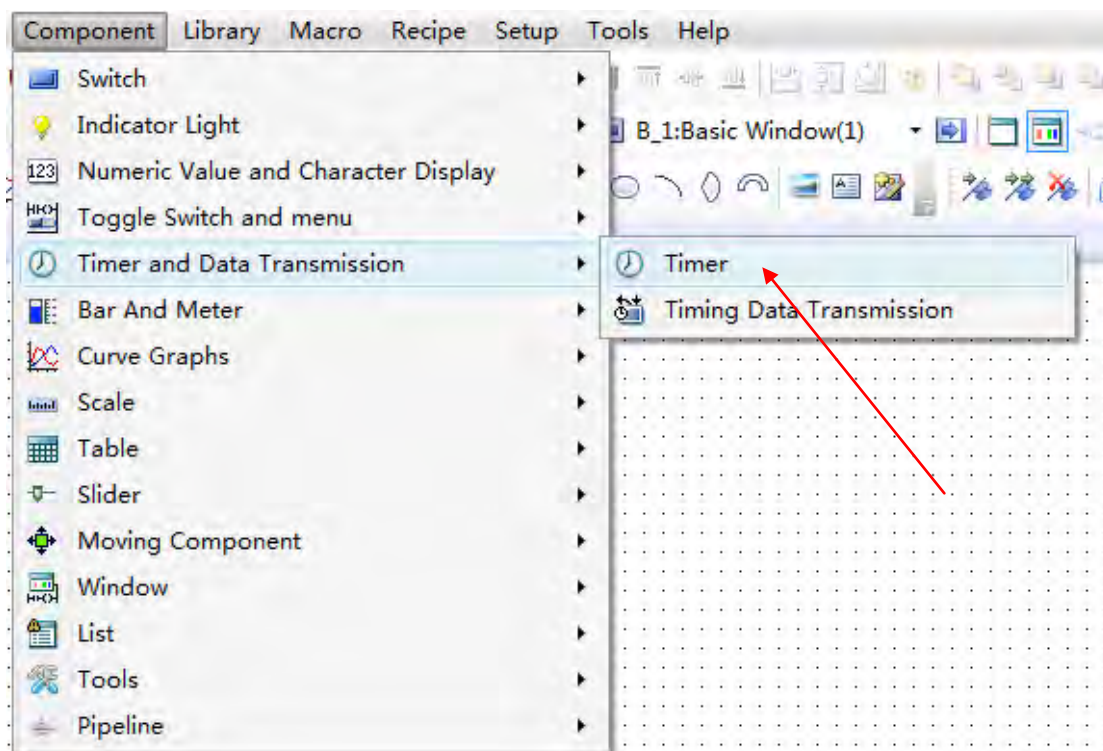 Component Library Macro Recipe Setup Tools Help
Switch
Indicator Light
B_1:Basic Window(1)
123 Numeric Value and Character Display
Toggle Switch and menu
Timer and Data Transmission
Timer
Bar And Meter
Timing Data Transmission
Curve Graphs
Scale
Table
Slider
Moving Component
Window
List
Tools
Pipeline